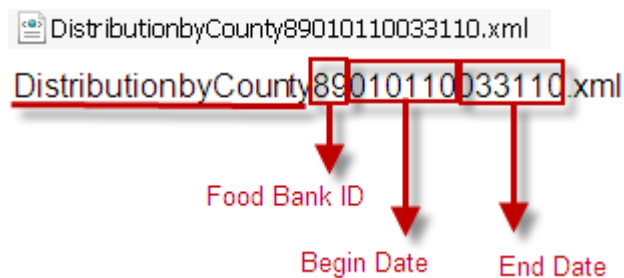 DistributionbyCounty89010110033110.xml
DistributionbyCounty89010110033110.xml
Food Bank ID
Begin Date
End Date